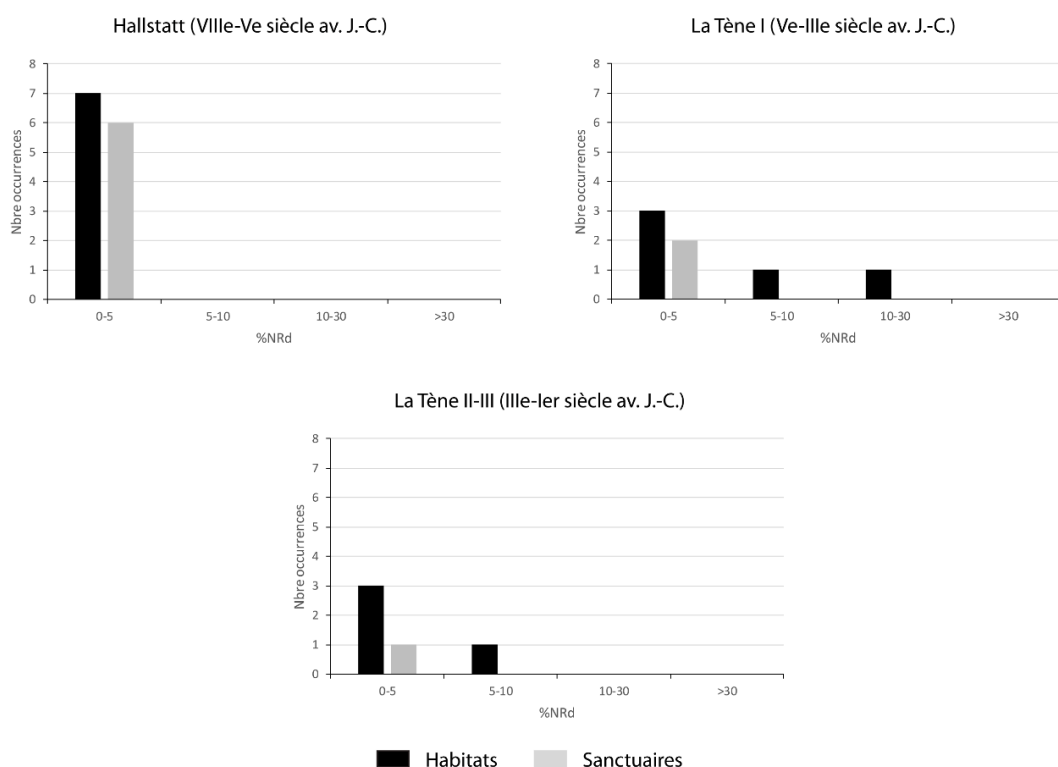 Hallstatt (VIIIe-Ve siècle av. J.-C.)
8
7
6
5
4
3
2
1
0
Nbre occurrences
0-5 5-10 10-30 >30
%NRd
La Tène I (Ve-IIIe siècle av. J.-C.)
8
7
6
5
4
3
2
1
0
Nbre occurrences
0-5 5-10 10-30 >30
%NRd
La Tène II-III (IIIe-Ier siècle av. J.-C.)
8
7
6
5
4
3
2
1
0
Nbre occurrences
0-5 5-10 10-30 >30
%NRd
Habitats Sanctuaires